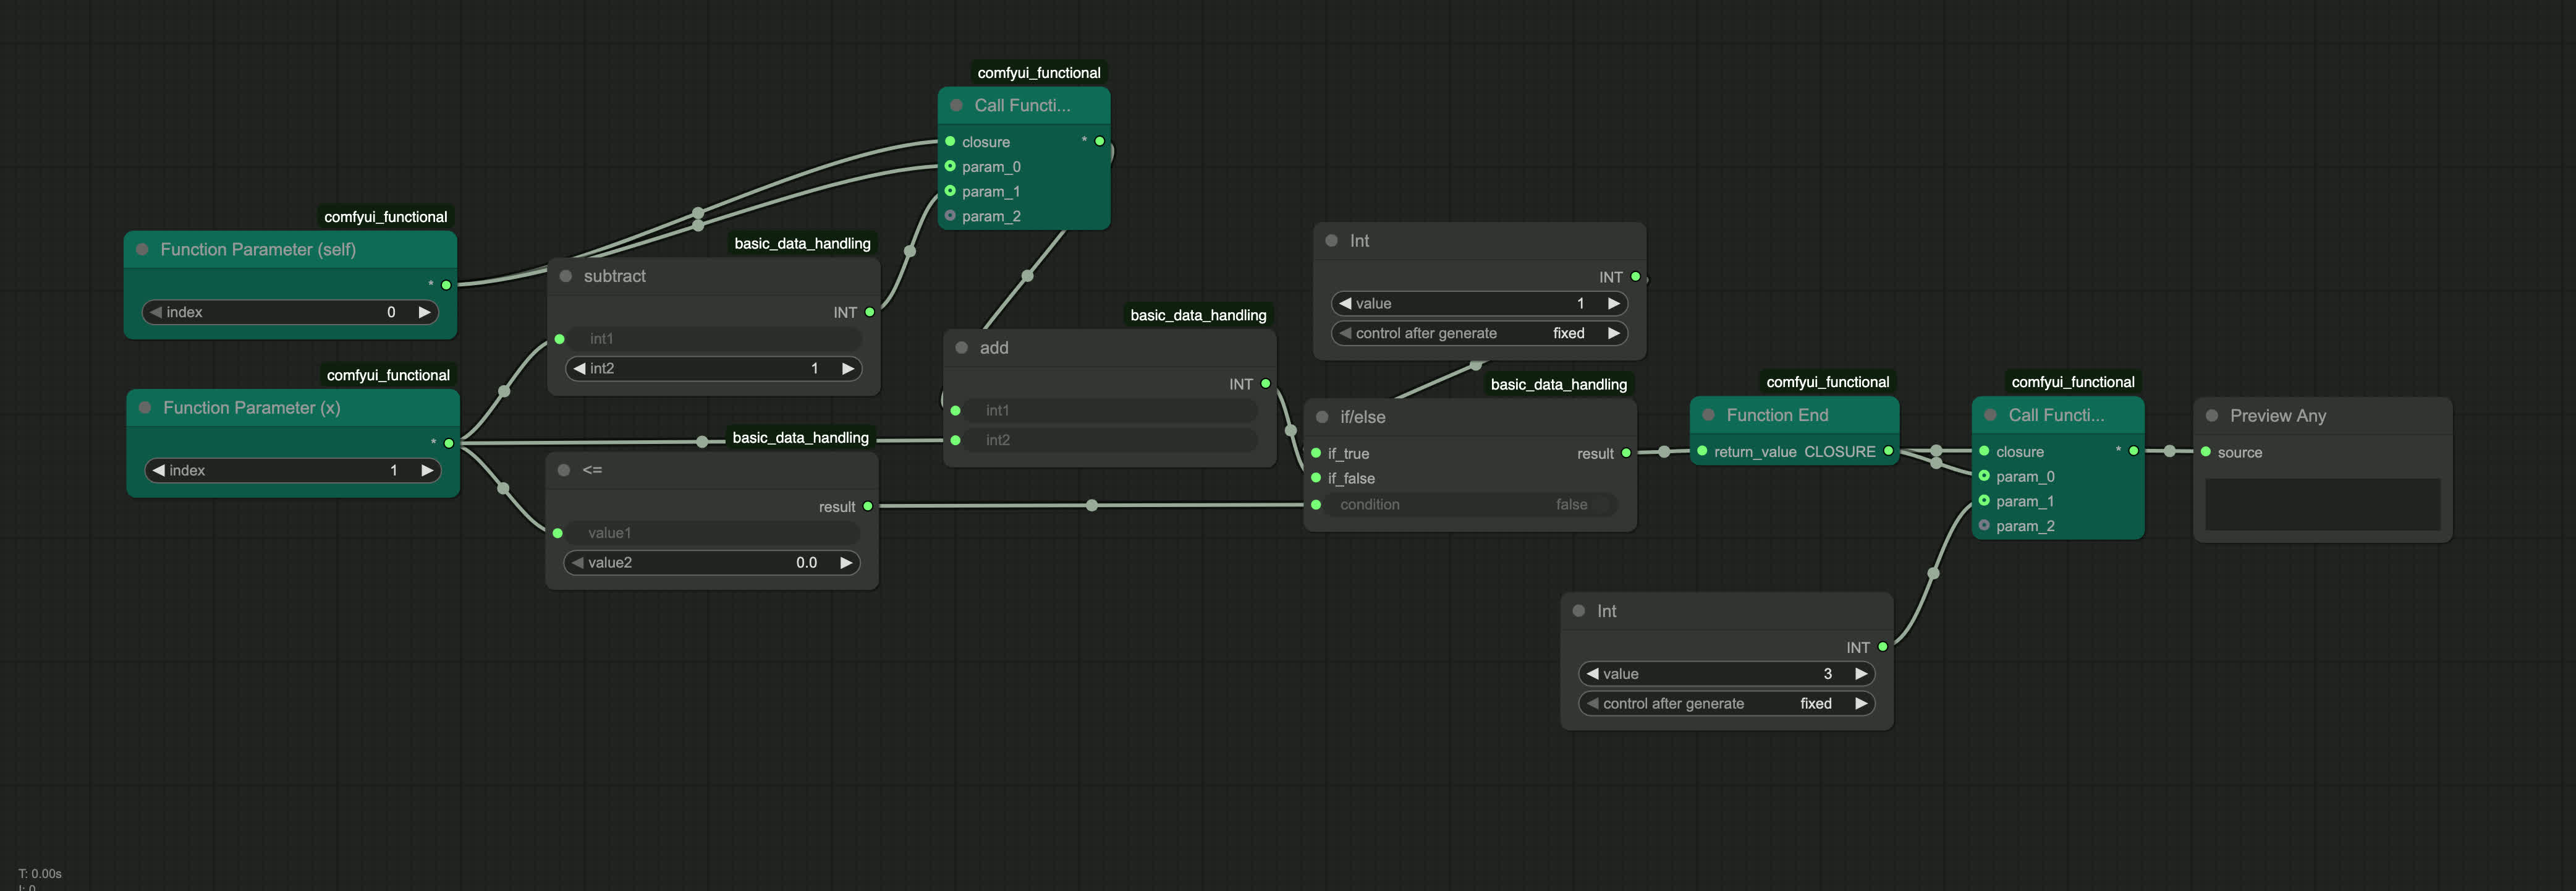 comfyui_functional
Call Functi...
closure *
param_0
param_1
param_2
comfyui_functional
Function Parameter (self)
*
index 0
basic_data_handling
subtract
INT
int1
int2 1
comfyui_functional
Function Parameter (x)
*
index 1
basic_data_handling
<=
result
value1
value2 0.0
basic_data_handling
add
INT
int1
int2
Int
INT
value 1
control after generate fixed
basic_data_handling
if/else
if_true result
if_false
condition false
comfyui_functional
Function End
return_value CLOSURE
comfyui_functional
Call Functi...
closure *
param_0
param_1
param_2
Preview Any
source
Int
INT
value 3
control after generate fixed
T: 0.00s